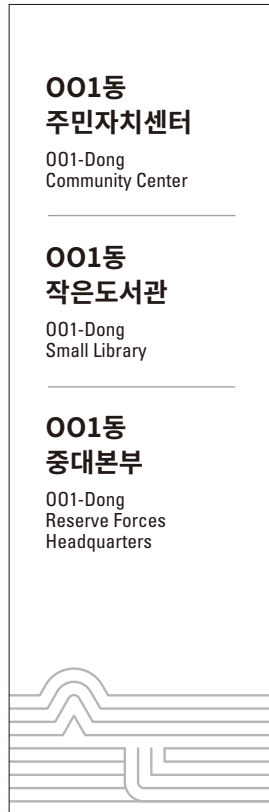 OO1동
주민자치센터
OO1-Dong
Community Center
OO1동
작은도서관
OO1-Dong
Small Library
OO1동
중대본부
OO1-Dong
Reserve Forces
Headquarters